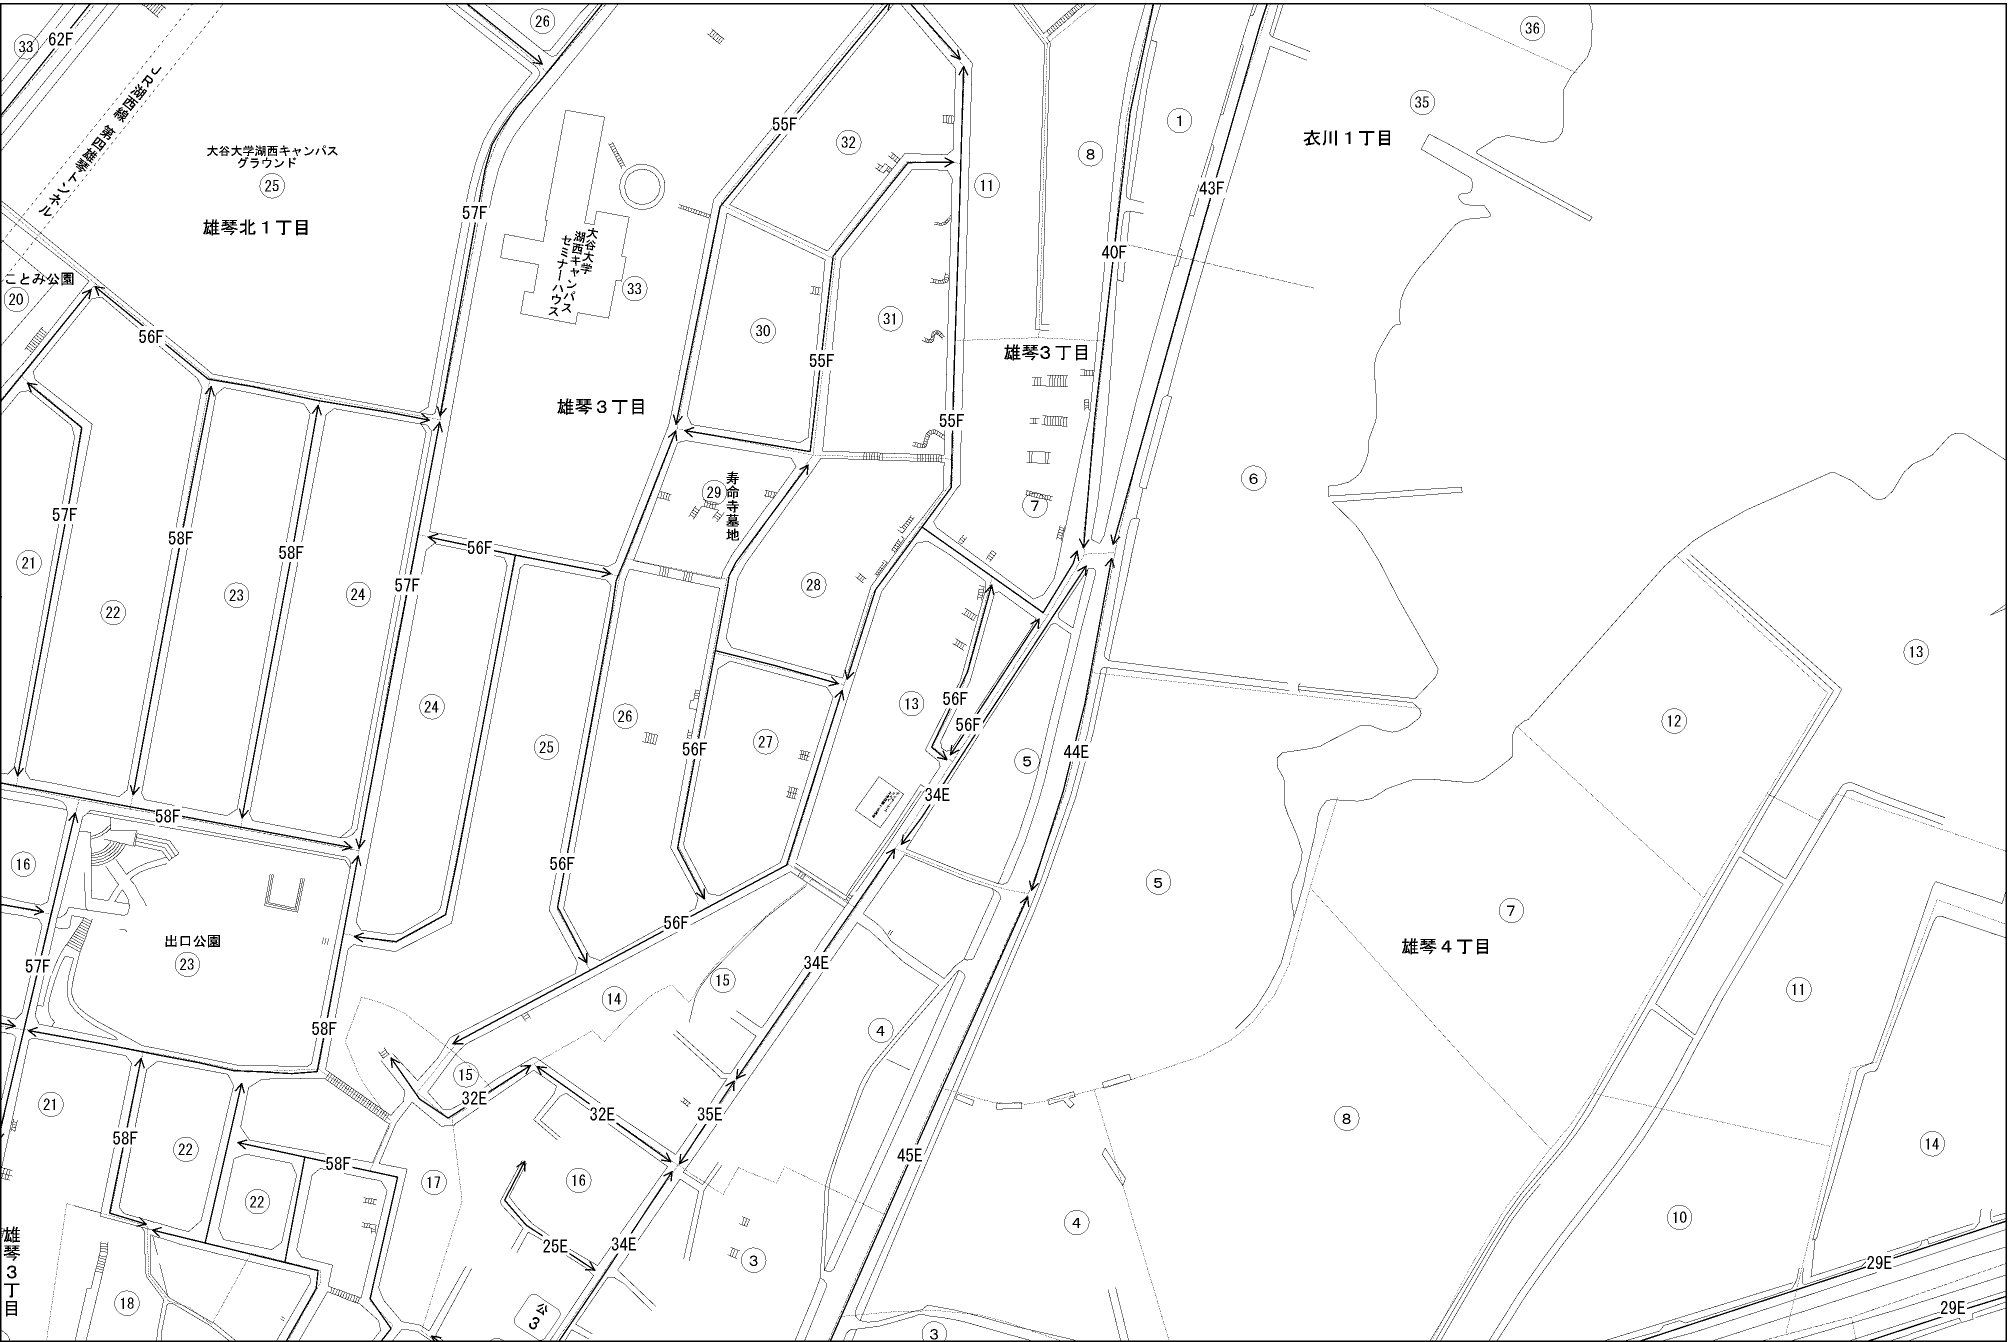 33
62F
26
36
35
JR湖西線 第四雄琴トンネル
大谷大学湖西キャンパス
グラウンド
25
雄琴北1丁目
55F
32
8
1
衣川1丁目
11
43F
57F
大谷大学
湖西キャンパス
セミナーハウス
33
40F
ことみ公園
20
56F
30
31
55F
雄琴3丁目
雄琴3丁目
55F
6
29
寿命寺墓地
7
57F
58F
58F
56F
21
22
23
24
57F
28
13
24
26
56F
13
56F
12
25
56F
27
5
44E
34E
58F
16
56F
5
7
雄琴4丁目
56F
出口公園
23
57F
34E
15
14
11
58F
4
15
32E
32E
35E
21
8
58F
22
45E
14
58F
17
16
22
10
4
雄琴3丁目
25E
34E
3
29E
18
公3
29E
3